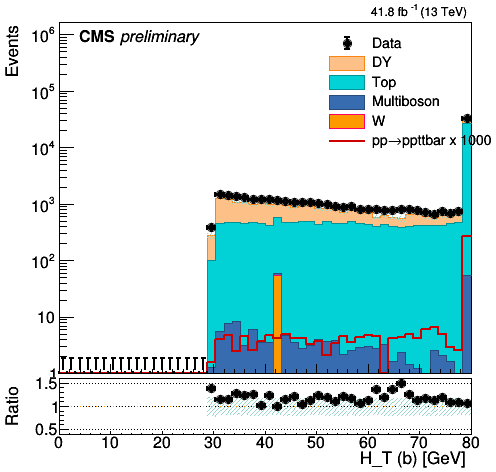 41.8 fb⁻¹ (13 TeV)
CMS preliminary
Events
10⁶
10⁵
10⁴
10³
10²
10
1
Data
DY
Top
Multiboson
W
pp→ppttbar x 1000
Ratio
1.5
1
0.5
0 10 20 30 40 50 60 70 80
H_T (b) [GeV]